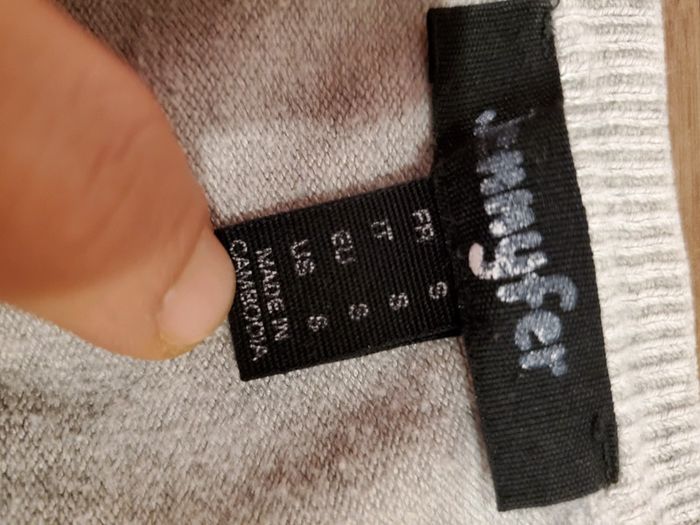 Jennyfer
FR S
IT S
EU S
US S
MADE IN
CAMBODIA